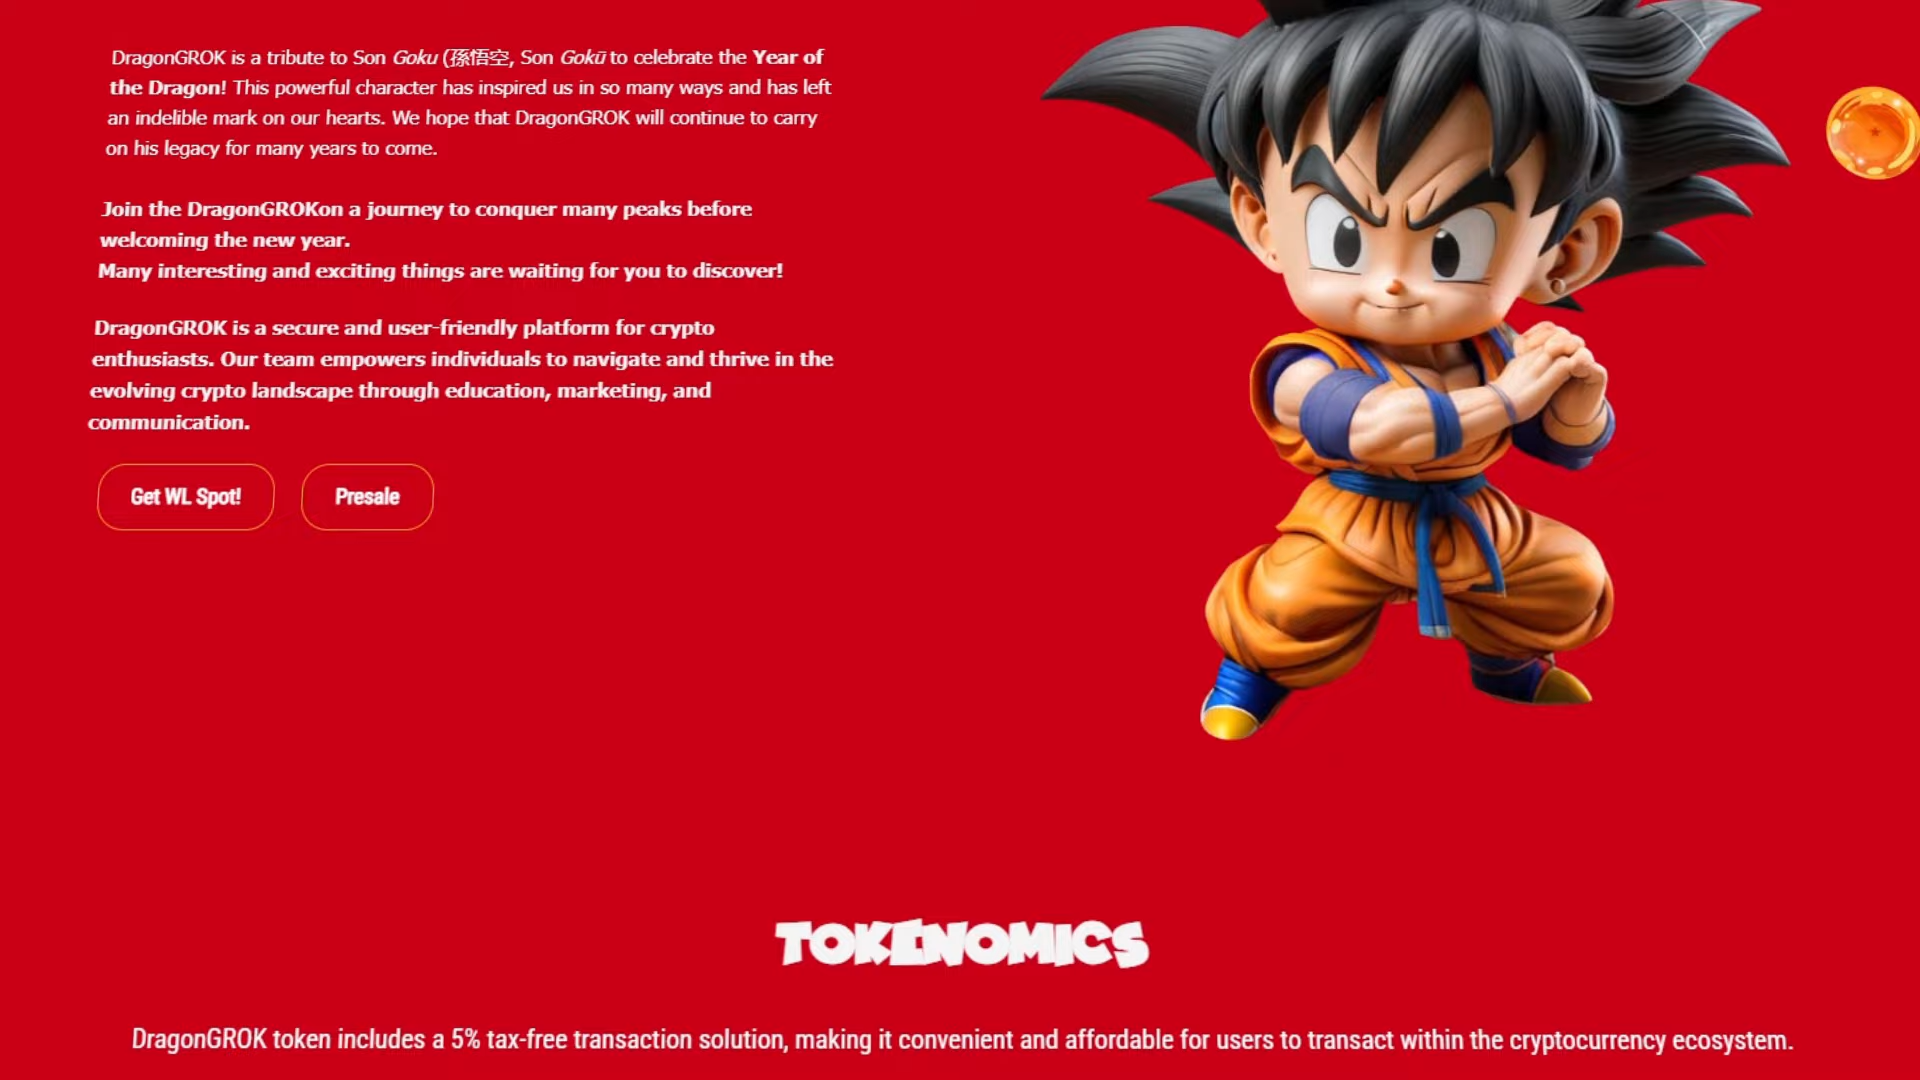 DragonGROK is a tribute to Son Goku (孫悟空, Son Gokū to celebrate the Year of
the Dragon! This powerful character has inspired us in so many ways and has left
an indelible mark on our hearts. We hope that DragonGROK will continue to carry
on his legacy for many years to come.
Join the DragonGROKon a journey to conquer many peaks before
welcoming the new year.
Many interesting and exciting things are waiting for you to discover!
DragonGROK is a secure and user-friendly platform for crypto
enthusiasts. Our team empowers individuals to navigate and thrive in the
evolving crypto landscape through education, marketing, and
communication.
Get WL Spot!
Presale
TOKENOMICS
DragonGROK token includes a 5% tax-free transaction solution, making it convenient and affordable for users to transact within the cryptocurrency ecosystem.